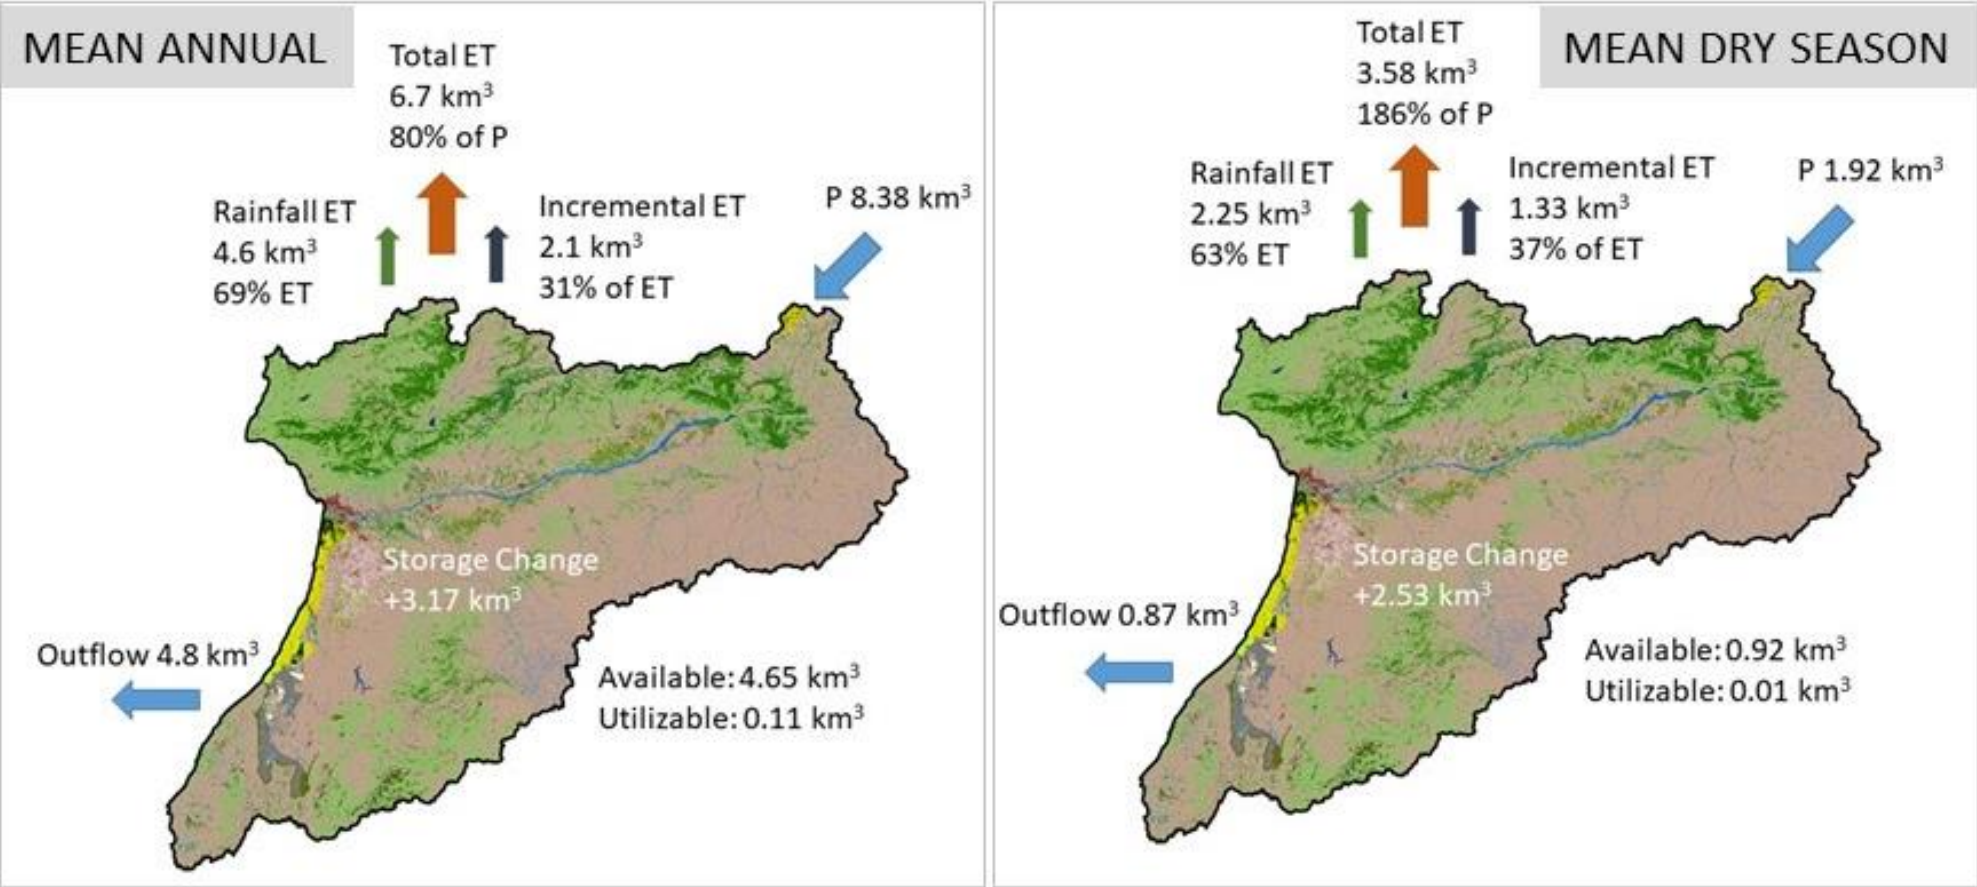 MEAN ANNUAL
Total ET
6.7 km³
80% of P
Rainfall ET
4.6 km³
69% ET
Incremental ET
2.1 km³
31% of ET
P 8.38 km³
Storage Change
+3.17 km³
Outflow 4.8 km³
Available: 4.65 km³
Utilizable: 0.11 km³
MEAN DRY SEASON
Total ET
3.58 km³
186% of P
Rainfall ET
2.25 km³
63% ET
Incremental ET
1.33 km³
37% of ET
P 1.92 km³
Storage Change
+2.53 km³
Outflow 0.87 km³
Available: 0.92 km³
Utilizable: 0.01 km³